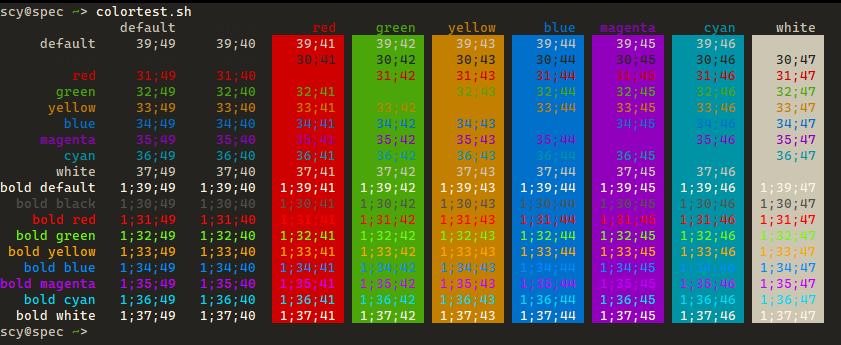 scy@spec ~> colortest.sh
default red green yellow blue magenta cyan white
default 39;49 39;40 39;41 39;42 39;43 39;44 39;45 39;46
30;41 30;42 30;43 30;44 30;45 30;46 30;47
red 31;49 31;40 31;42 31;43 31;44 31;45 31;46 31;47
green 32;49 32;40 32;41 32;43 32;44 32;45 32;46 32;47
yellow 33;49 33;40 33;41 33;42 33;44 33;45 33;46 33;47
blue 34;49 34;40 34;41 34;42 34;43 34;45 34;46 34;47
magenta 35;49 35;40 35;41 35;42 35;43 35;44 35;46 35;47
cyan 36;49 36;40 36;41 36;42 36;43 36;44 36;45 36;47
white 37;49 37;40 37;41 37;42 37;43 37;44 37;45 37;46
bold default 1;39;49 1;39;40 1;39;41 1;39;42 1;39;43 1;39;44 1;39;45 1;39;46 1;39;47
bold black 1;30;49 1;30;40 1;30;41 1;30;42 1;30;43 1;30;44 1;30;45 1;30;46 1;30;47
bold red 1;31;49 1;31;40 1;31;41 1;31;42 1;31;43 1;31;44 1;31;45 1;31;46 1;31;47
bold green 1;32;49 1;32;40 1;32;41 1;32;42 1;32;43 1;32;44 1;32;45 1;32;46 1;32;47
bold yellow 1;33;49 1;33;40 1;33;41 1;33;42 1;33;43 1;33;44 1;33;45 1;33;46 1;33;47
bold blue 1;34;49 1;34;40 1;34;41 1;34;42 1;34;43 1;34;44 1;34;45 1;34;46 1;34;47
bold magenta 1;35;49 1;35;40 1;35;41 1;35;42 1;35;43 1;35;44 1;35;45 1;35;46 1;35;47
bold cyan 1;36;49 1;36;40 1;36;41 1;36;42 1;36;43 1;36;44 1;36;45 1;36;46 1;36;47
bold white 1;37;49 1;37;40 1;37;41 1;37;42 1;37;43 1;37;44 1;37;45 1;37;46 1;37;47
scy@spec ~>